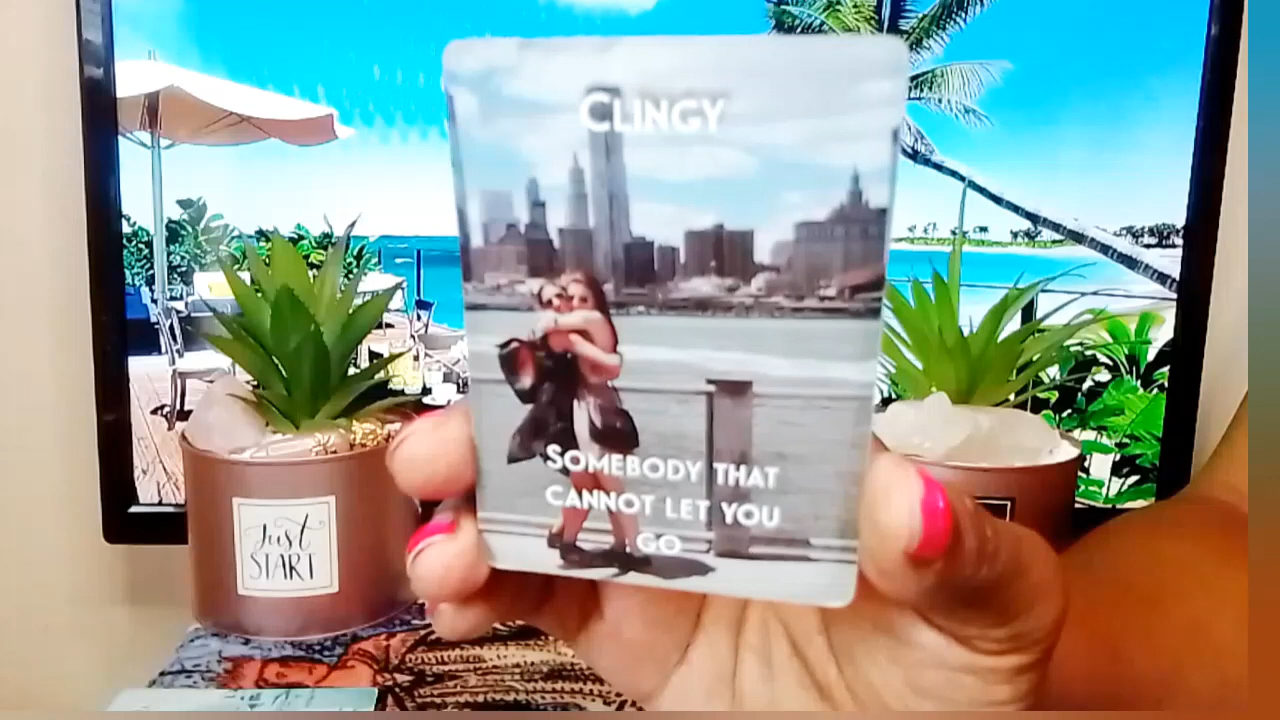 CLINGY
SOMEBODY THAT
CANNOT LET YOU
GO
Just
START